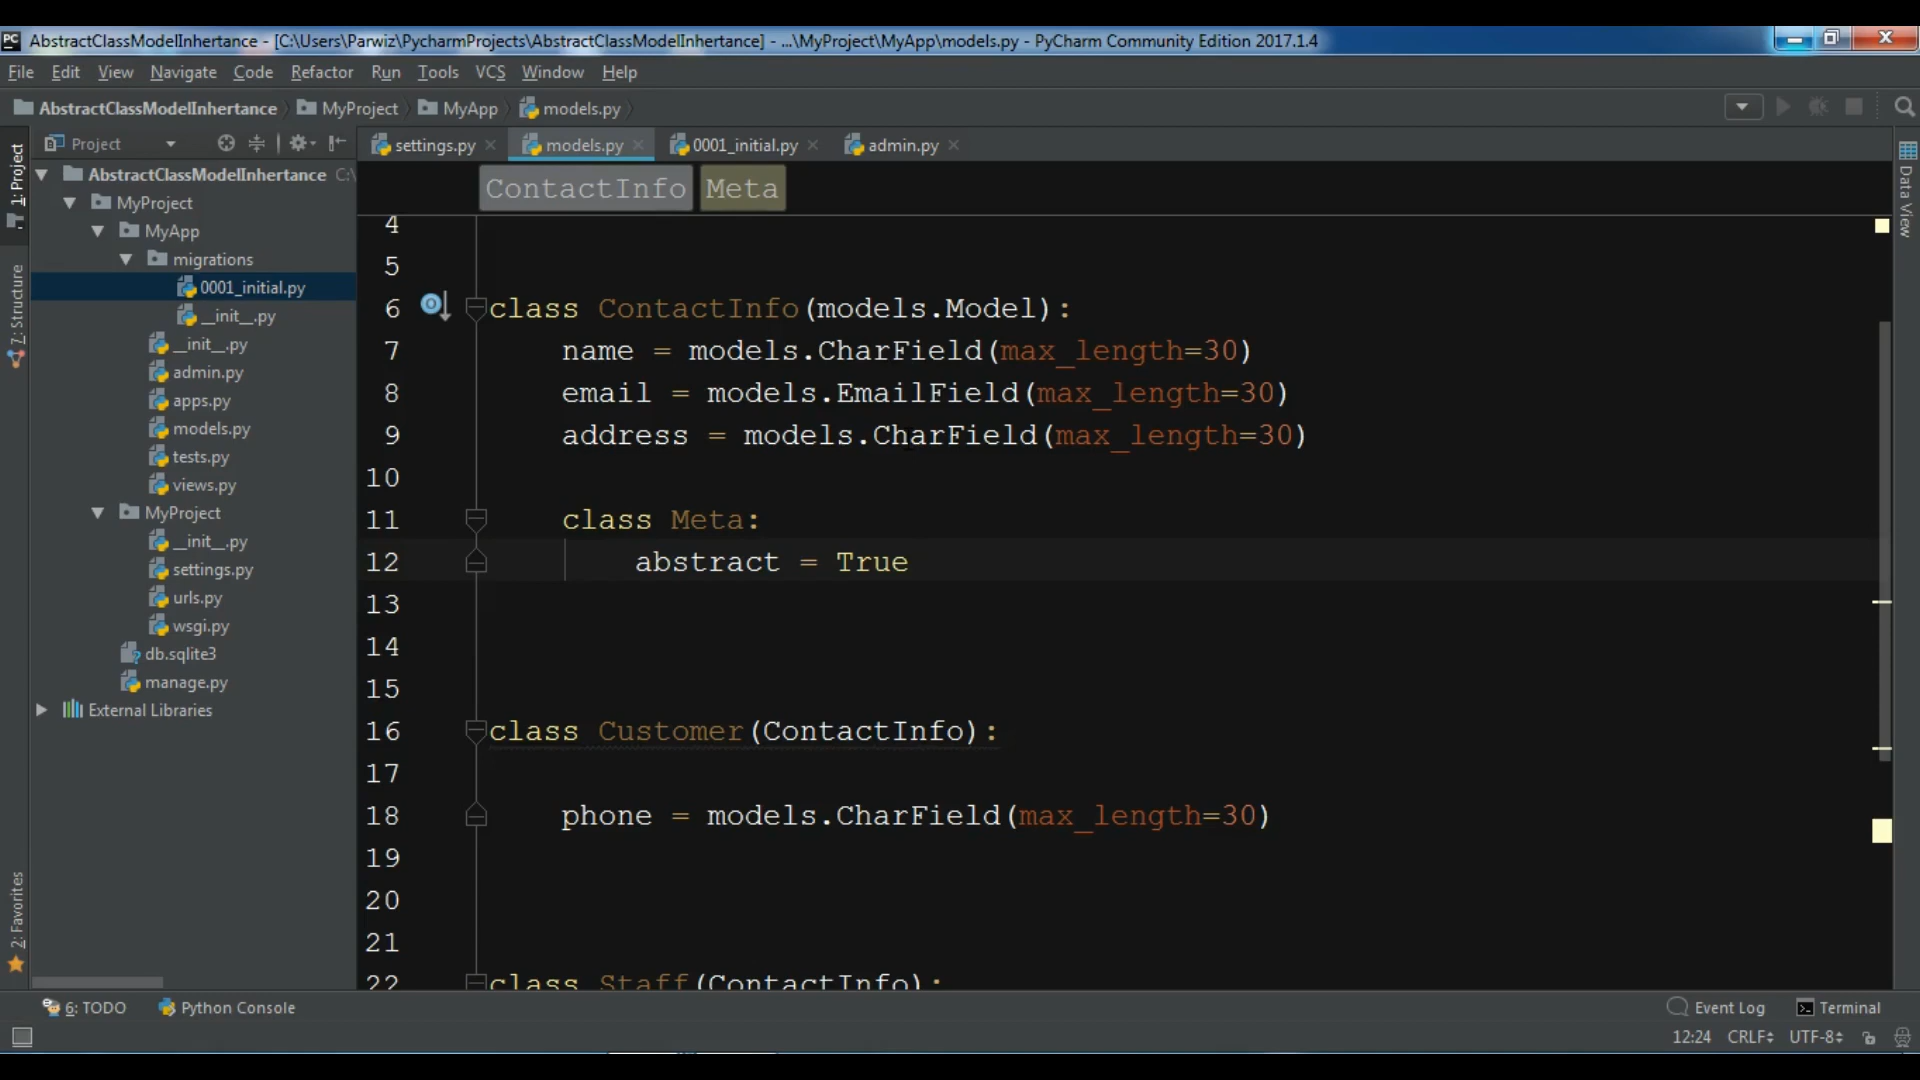 AbstractClassModelInhertance - [C:\Users\Parwiz\PycharmProjects\AbstractClassModelInhertance] - ...\MyProject\MyApp\models.py - PyCharm Community Edition 2017.1.4
File Edit View Navigate Code Refactor Run Tools VCS Window Help
AbstractClassModelInhertance MyProject MyApp models.py
Project
settings.py models.py 0001_initial.py admin.py
ContactInfo Meta
1: Project
7: Structure
2: Favorites
AbstractClassModelInhertance C:\
MyProject
MyApp
migrations
0001_initial.py
__init__.py
__init__.py
admin.py
apps.py
models.py
tests.py
views.py
MyProject
__init__.py
settings.py
urls.py
wsgi.py
db.sqlite3
manage.py
External Libraries
4
5
6 class ContactInfo(models.Model):
7 name = models.CharField(max_length=30)
8 email = models.EmailField(max_length=30)
9 address = models.CharField(max_length=30)
10
11 class Meta:
12 abstract = True
13
14
15
16 class Customer(ContactInfo):
17
18 phone = models.CharField(max_length=30)
19
20
21
22 class Staff(ContactInfo):
Data View
6: TODO Python Console Event Log Terminal
12:24 CRLF UTF-8